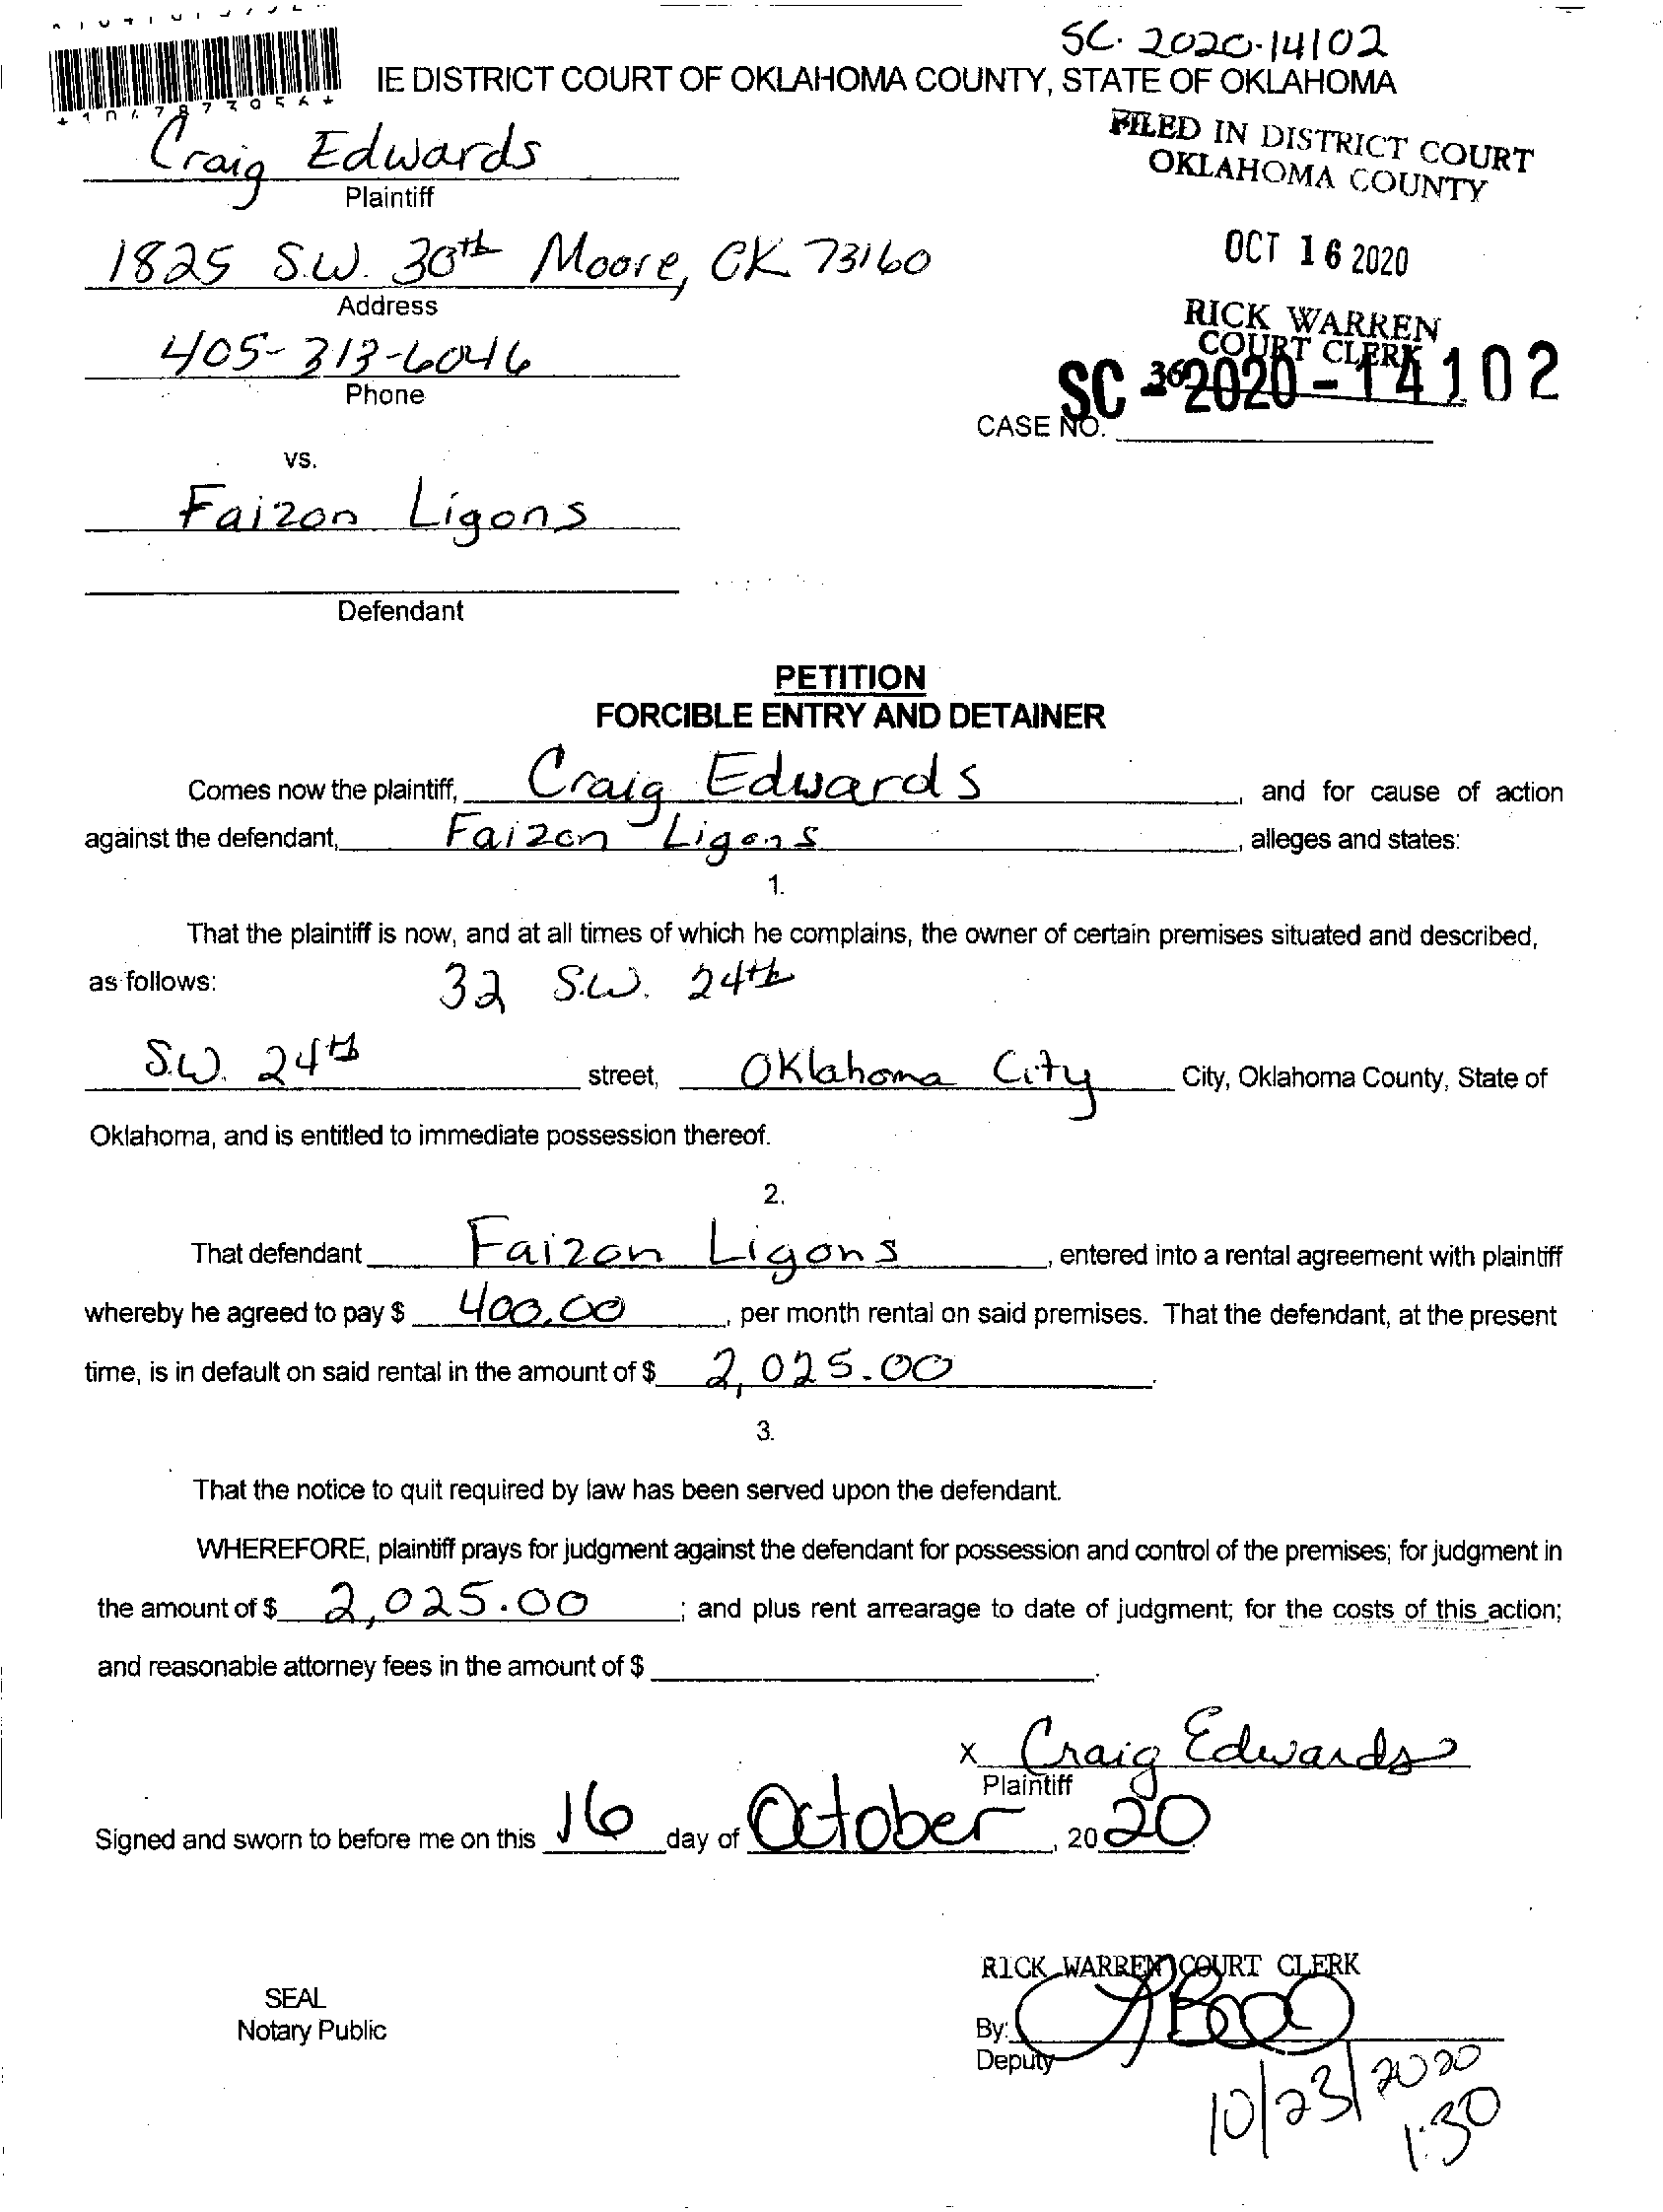 SC-2020-14102
IE DISTRICT COURT OF OKLAHOMA COUNTY, STATE OF OKLAHOMA
FILED IN DISTRICT COURT
OKLAHOMA COUNTY
Craig Edwards
Plaintiff
1825 S.W. 30th Moore, OK 73160
Address
OCT 16 2020
RICK WARREN
COURT CLERK
405-313-6046
Phone
36
SC-2020-14102
CASE NO.
vs.
Faizon Ligons
Defendant
PETITION
FORCIBLE ENTRY AND DETAINER
Comes now the plaintiff, Craig Edwards, and for cause of action
against the defendant, Faizon Ligons, alleges and states:
1.
That the plaintiff is now, and at all times of which he complains, the owner of certain premises situated and described,
as follows: 32 S.W. 24th
S.W. 24th street, Oklahoma City City, Oklahoma County, State of
Oklahoma, and is entitled to immediate possession thereof.
2.
That defendant Faizon Ligons, entered into a rental agreement with plaintiff
whereby he agreed to pay $ 400.00, per month rental on said premises. That the defendant, at the present
time, is in default on said rental in the amount of $ 2,025.00.
3.
That the notice to quit required by law has been served upon the defendant.
WHEREFORE, plaintiff prays for judgment against the defendant for possession and control of the premises; for judgment in
the amount of $ 2,025.00; and plus rent arrearage to date of judgment; for the costs of this action;
and reasonable attorney fees in the amount of $
x Craig Edwards
Plaintiff
Signed and sworn to before me on this 16 day of October, 2020
RICK WARREN COURT CLERK
SEAL
Notary Public
By:
Deputy
10/23/2020
1:30